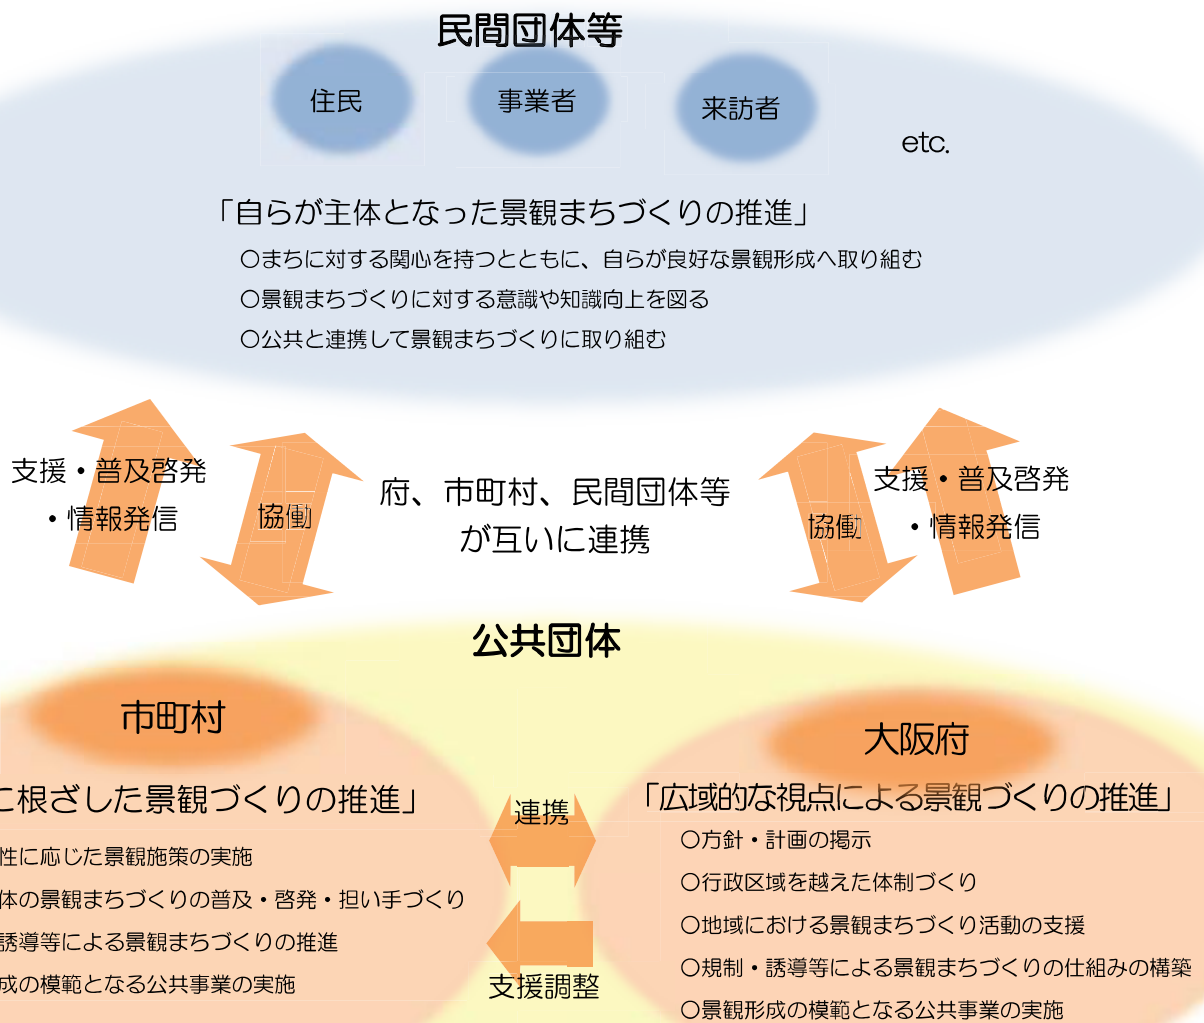 民間団体等
住民
事業者
来訪者
etc.
「自らが主体となった景観まちづくりの推進」
〇まちに対する関心を持つとともに、自らが良好な景観形成へ取り組む
〇景観まちづくりに対する意識や知識向上を図る
〇公共と連携して景観まちづくりに取り組む
支援・普及啓発
・情報発信
協働
府、市町村、民間団体等
が互いに連携
協働
支援・普及啓発
・情報発信
公共団体
市町村
に根ざした景観づくりの推進」
性に応じた景観施策の実施
体の景観まちづくりの普及・啓発・担い手づくり
誘導等による景観まちづくりの推進
成の模範となる公共事業の実施
連携
支援調整
大阪府
「広域的な視点による景観づくりの推進」
〇方針・計画の掲示
〇行政区域を越えた体制づくり
〇地域における景観まちづくり活動の支援
〇規制・誘導等による景観まちづくりの仕組みの構築
〇景観形成の模範となる公共事業の実施